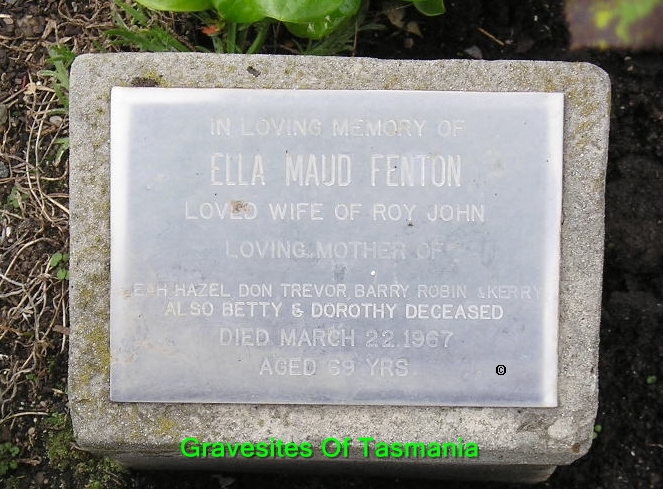 IN LOVING MEMORY OF
ELLA MAUD FENTON
LOVED WIFE OF ROY JOHN
LOVING MOTHER OF
HAZEL DON TREVOR BARRY ROBIN & KERRY
ALSO BETTY & DOROTHY DECEASED
DIED MARCH 22 1967
AGED YRS
©
Gravesites Of Tasmania